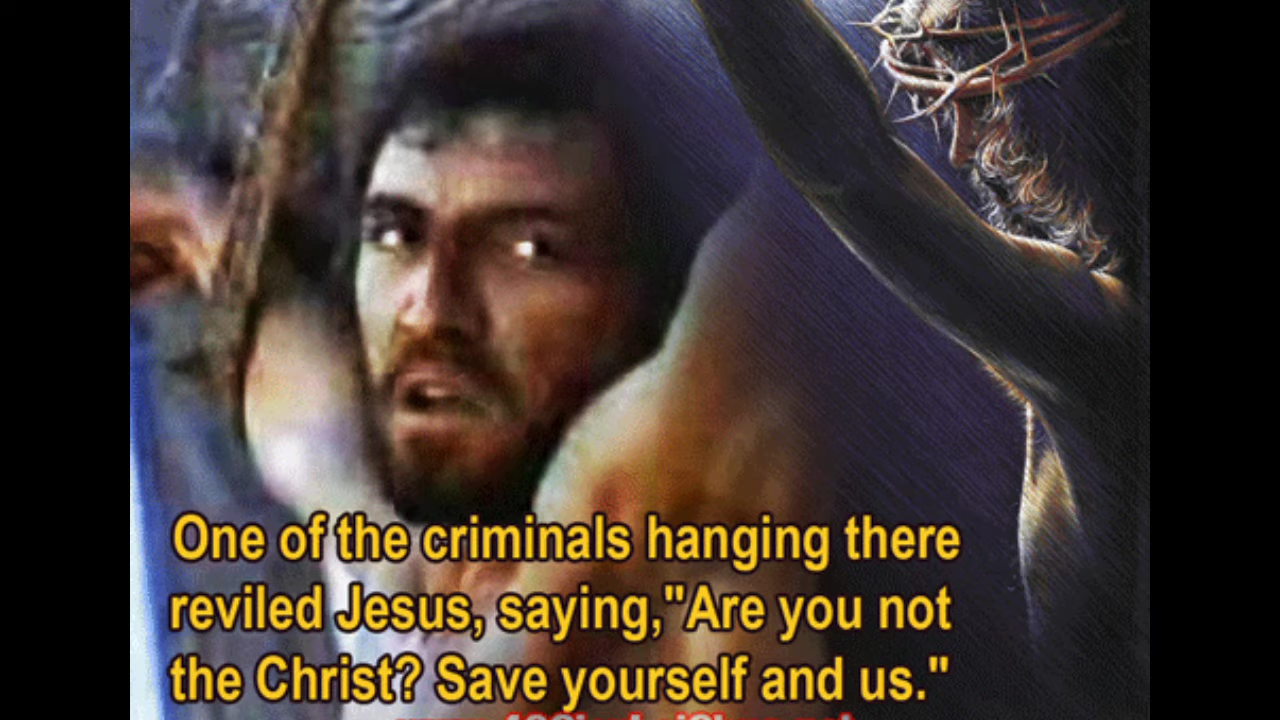 One of the criminals hanging there
reviled Jesus, saying,"Are you not
the Christ? Save yourself and us."